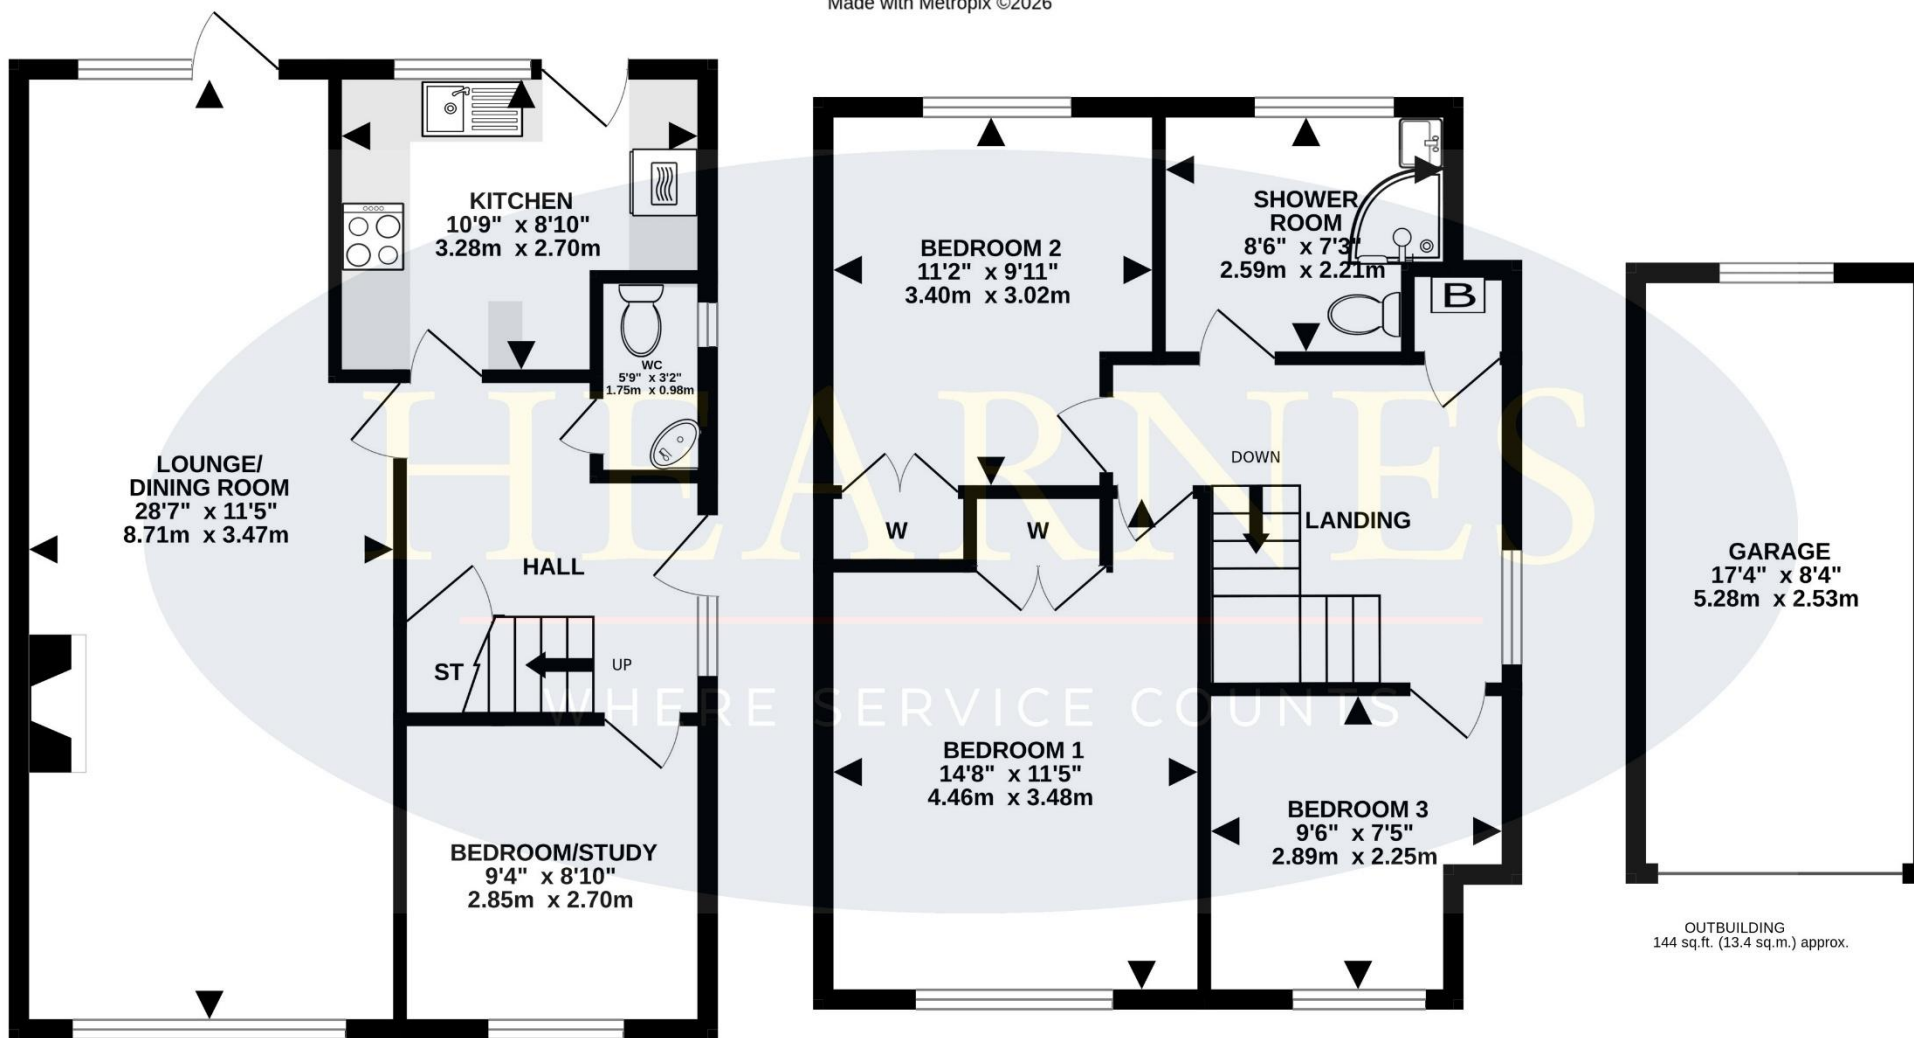 Made with Metropix ©2026
KITCHEN
10'9" x 8'10"
3.28m x 2.70m
WC
5'9" x 3'2"
1.75m x 0.98m
LOUNGE/
DINING ROOM
28'7" x 11'5"
8.71m x 3.47m
HALL
ST
UP
BEDROOM/STUDY
9'4" x 8'10"
2.85m x 2.70m
BEDROOM 2
11'2" x 9'11"
3.40m x 3.02m
SHOWER
ROOM
8'6" x 7'3"
2.59m x 2.21m
B
DOWN
LANDING
W
W
BEDROOM 1
14'8" x 11'5"
4.46m x 3.48m
BEDROOM 3
9'6" x 7'5"
2.89m x 2.25m
GARAGE
17'4" x 8'4"
5.28m x 2.53m
OUTBUILDING
144 sq.ft. (13.4 sq.m.) approx.
HEARNES
WHERE SERVICE COUNTS